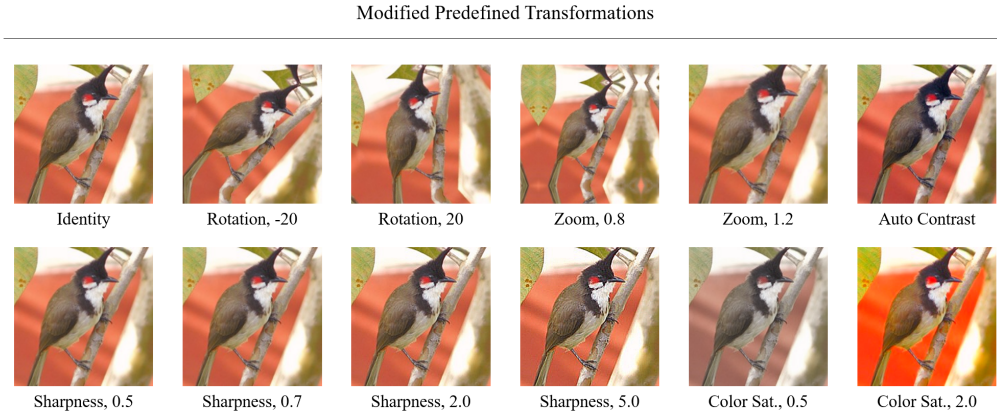 Modified Predefined Transformations
Identity
Rotation, -20
Rotation, 20
Zoom, 0.8
Zoom, 1.2
Auto Contrast
Sharpness, 0.5
Sharpness, 0.7
Sharpness, 2.0
Sharpness, 5.0
Color Sat., 0.5
Color Sat., 2.0